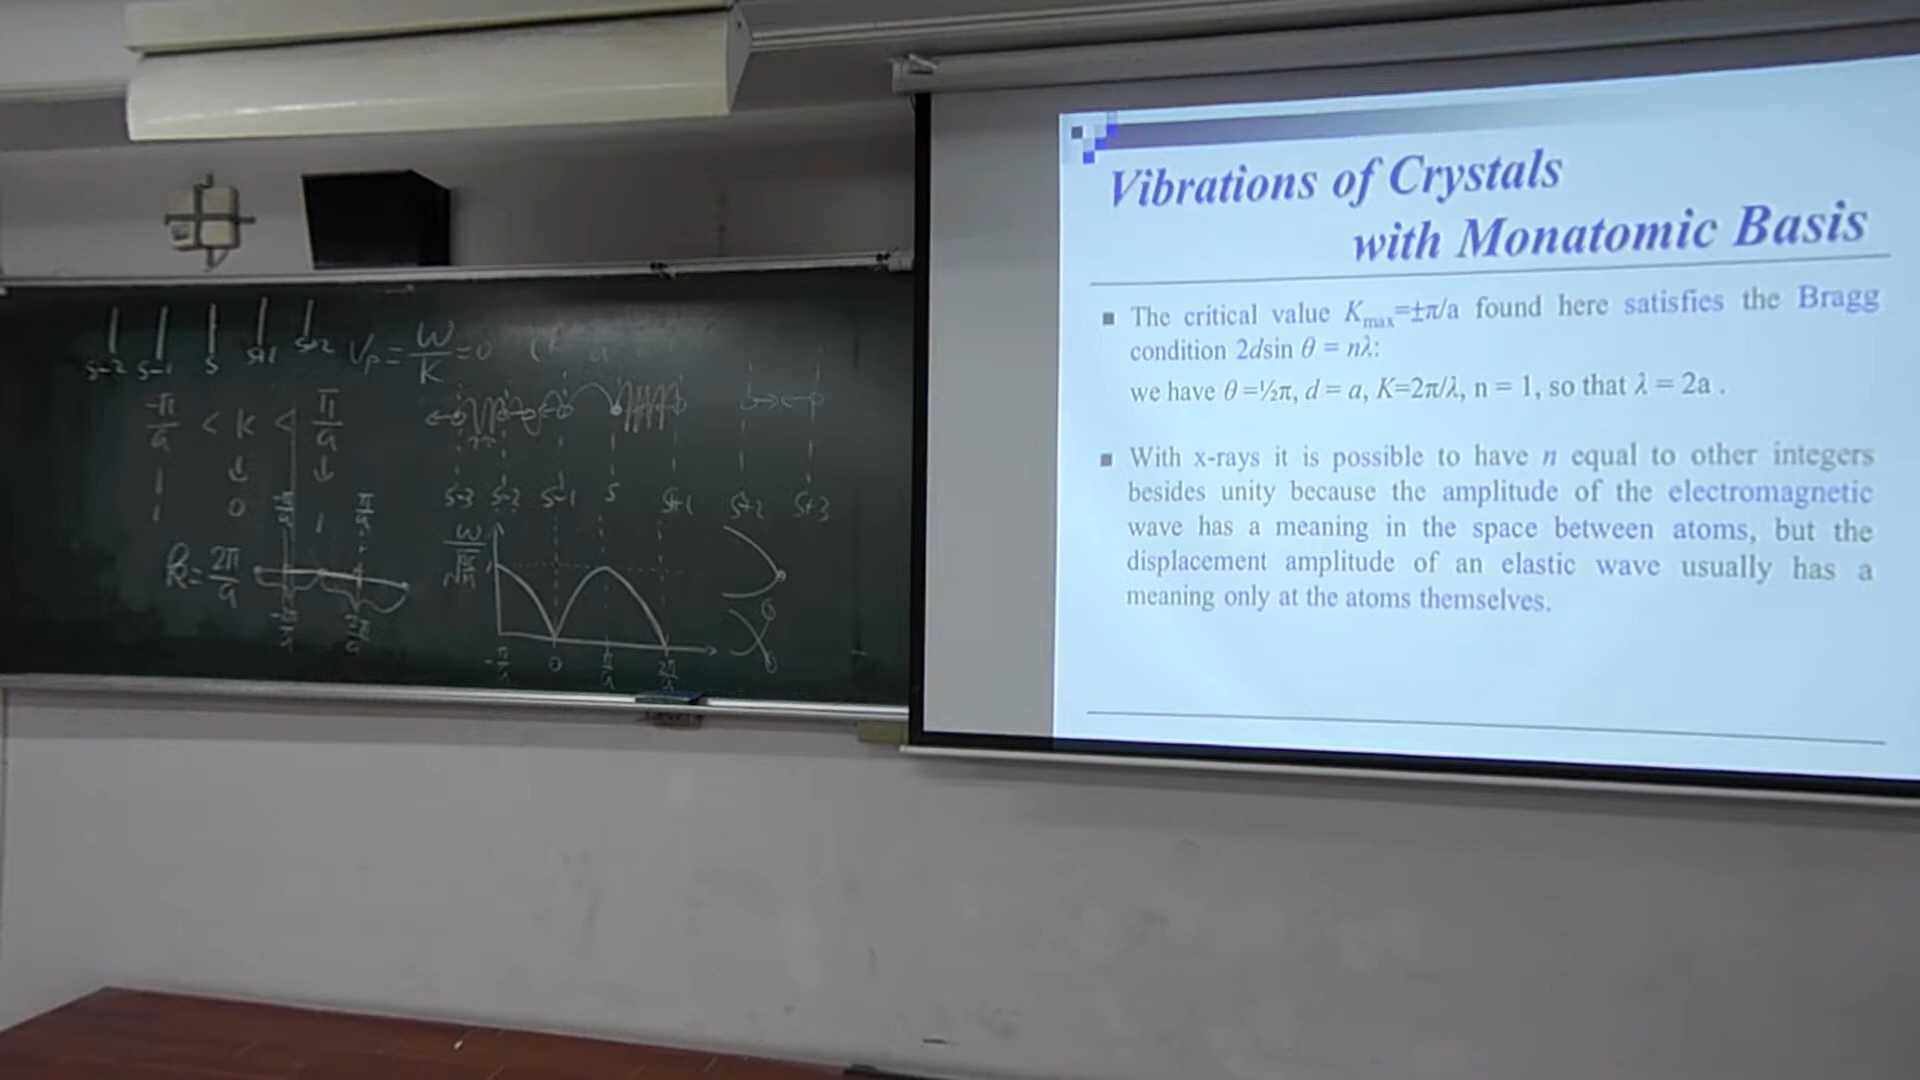 s-2 s-1 s s+1 s+2
Vp = W/K = 0
-π/a < k < π/a
0
s-3 s-2 s-1 s s+1 s+2 s+3
π/a
= 2π/a
-π/a 0 π/a 2π/a
Vibrations of Crystals
with Monatomic Basis
■ The critical value Kmax=±π/a found here satisfies the Bragg
condition 2dsin θ = nλ:
we have θ =½π, d = a, K=2π/λ, n = 1, so that λ = 2a .
■ With x-rays it is possible to have n equal to other integers
besides unity because the amplitude of the electromagnetic
wave has a meaning in the space between atoms, but the
displacement amplitude of an elastic wave usually has a
meaning only at the atoms themselves.